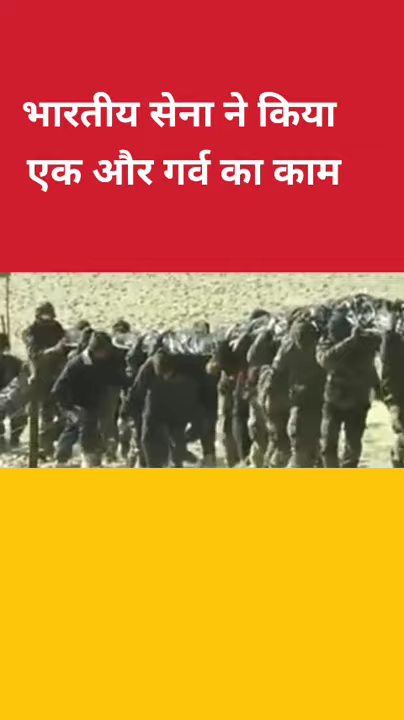 भारतीय सेना ने किया
एक और गर्व का काम